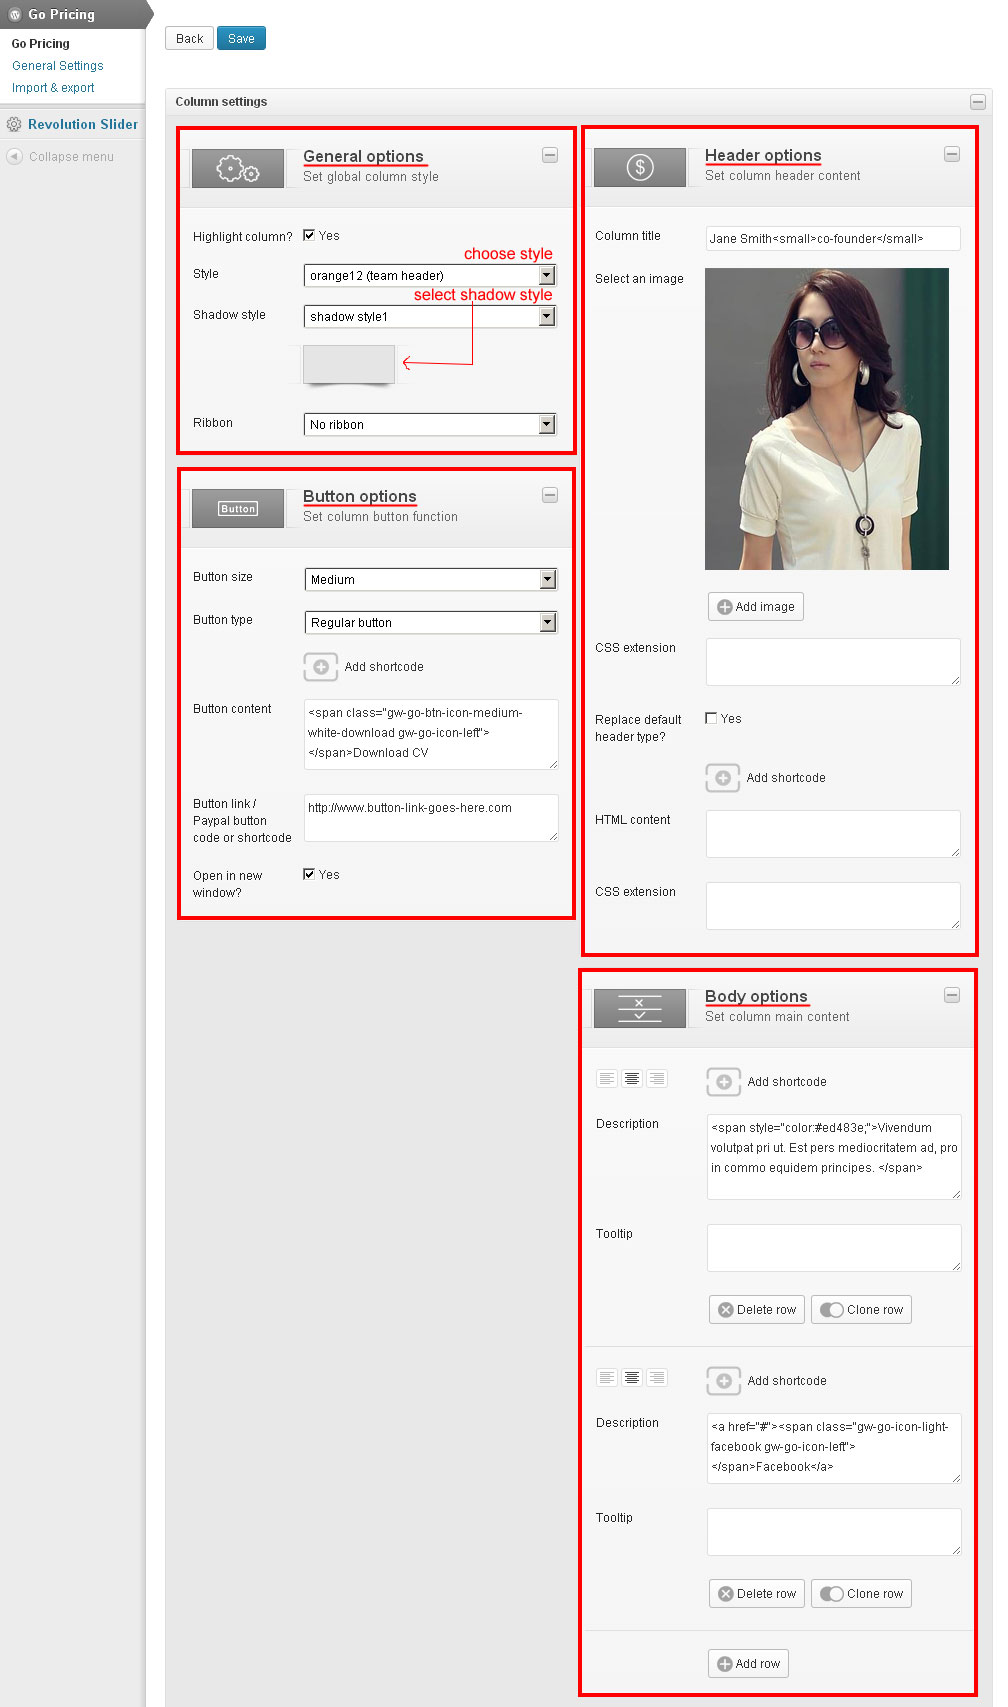 Go Pricing
Go Pricing
General Settings
Import & export
Revolution Slider
Collapse menu
Back
Save
Column settings
General options
Set global column style
Highlight column?
Yes
choose style
Style
orange12 (team header)
select shadow style
Shadow style
shadow style1
Ribbon
No ribbon
Button
Button options
Set column button function
Button size
Medium
Button type
Regular button
Add shortcode
Button content
<span class="gw-go-btn-icon-medium-
white-download gw-go-icon-left">
</span>Download CV
Button link /
Paypal button
code or shortcode
http://www.button-link-goes-here.com
Open in new
window?
Yes
$
Header options
Set column header content
Column title
Jane Smith<small>co-founder</small>
Select an image
Add image
CSS extension
Replace default
header type?
Yes
Add shortcode
HTML content
CSS extension
Body options
Set column main content
Add shortcode
Description
<span style="color:#ed483e;">Vivendum
volutpat pri ut. Est pers mediocritatem ad, pro
in commo equidem principes. </span>
Tooltip
Delete row
Clone row
Add shortcode
Description
<a href="#"><span class="gw-go-icon-light-
facebook gw-go-icon-left">
</span>Facebook</a>
Tooltip
Delete row
Clone row
Add row